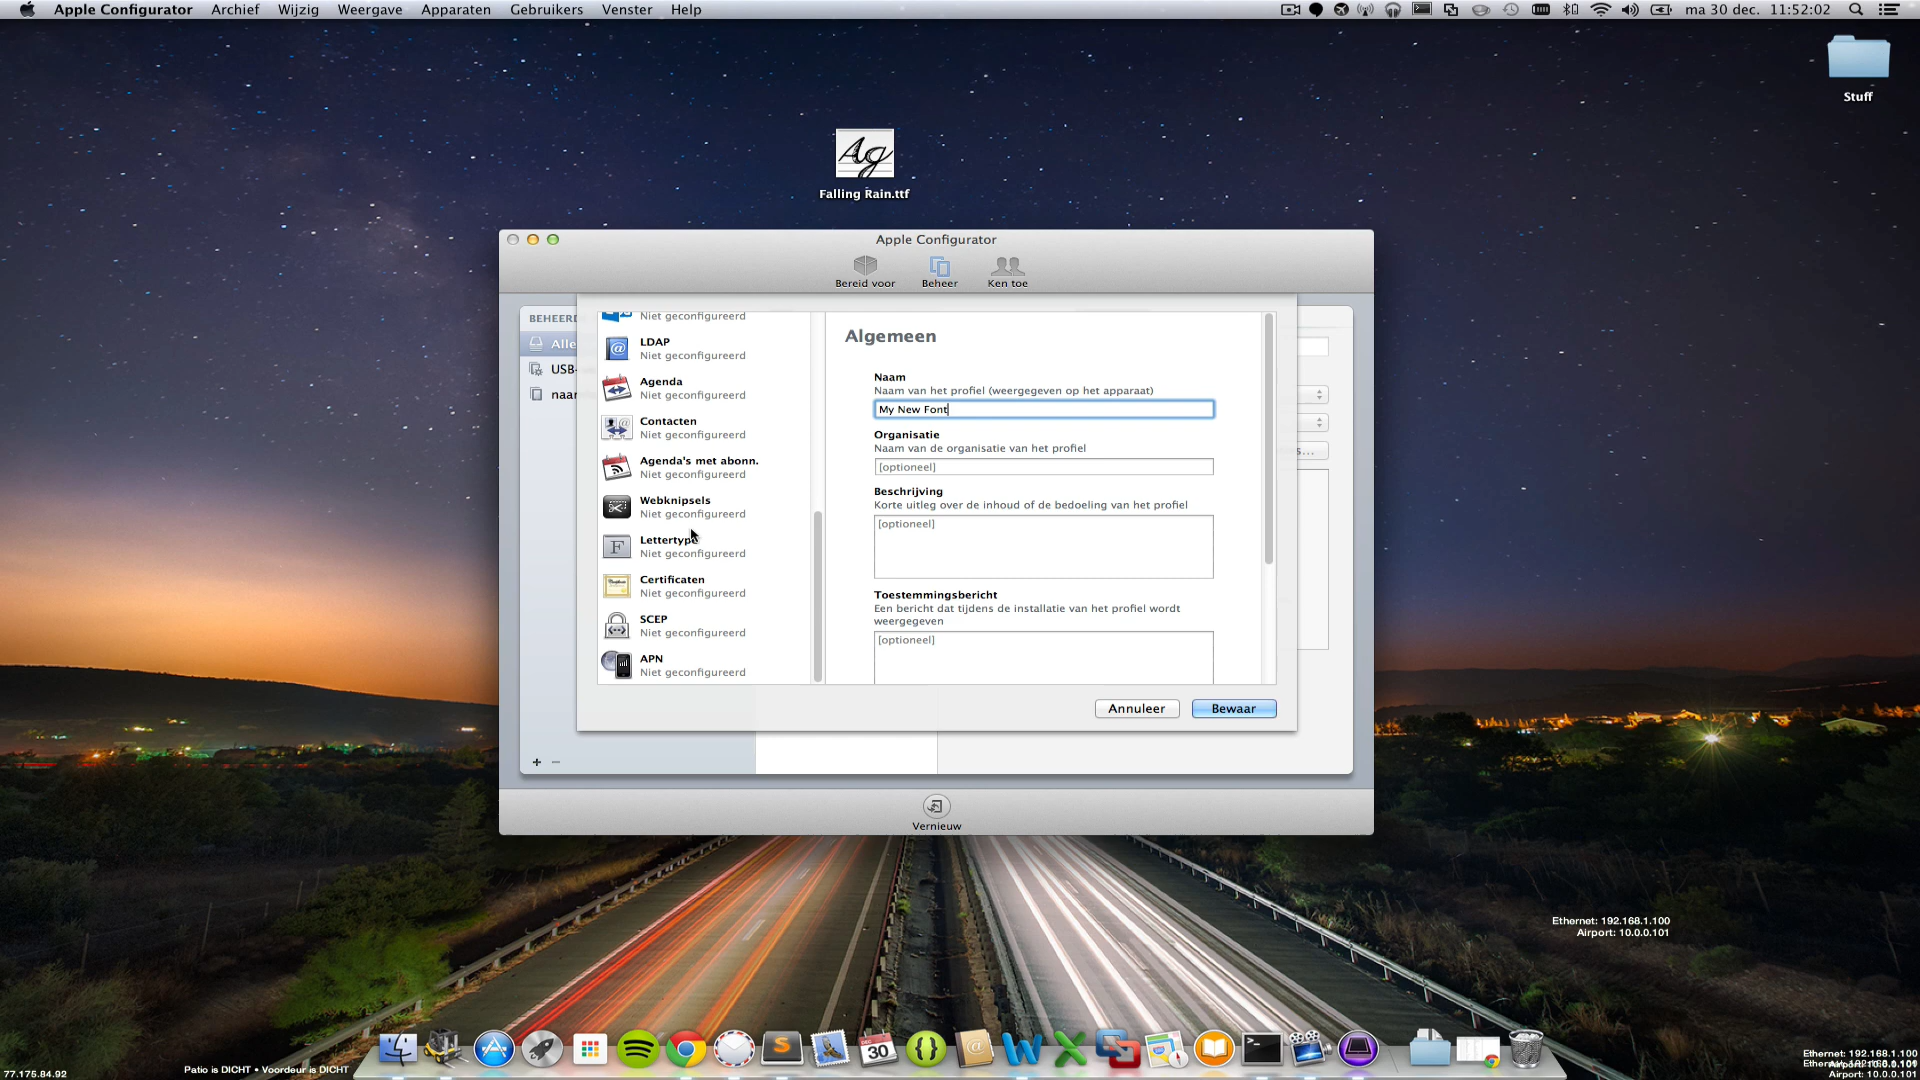 Apple Configurator Archief Wijzig Weergave Apparaten Gebruikers Venster Help
ma 30 dec. 11:52:02
Stuff
Ag
Falling Rain.ttf
Apple Configurator
Bereid voor Beheer Ken toe
BEHEER
Alle
USB-
naar
Niet geconfigureerd
LDAP
Niet geconfigureerd
Agenda
Niet geconfigureerd
Contacten
Niet geconfigureerd
Agenda's met abonn.
Niet geconfigureerd
Webknipsels
Niet geconfigureerd
Lettertype
Niet geconfigureerd
Certificaten
Niet geconfigureerd
SCEP
Niet geconfigureerd
APN
Niet geconfigureerd
Algemeen
Naam
Naam van het profiel (weergegeven op het apparaat)
My New Font
Organisatie
Naam van de organisatie van het profiel
[optioneel]
Beschrijving
Korte uitleg over de inhoud of de bedoeling van het profiel
[optioneel]
Toestemmingsbericht
Een bericht dat tijdens de installatie van het profiel wordt
weergegeven
[optioneel]
s...
Annuleer Bewaar
+ −
Vernieuw
Ethernet: 192.168.1.100
Airport: 10.0.0.101
30
Patio is DICHT • Voordeur is DICHT
77.175.84.92
Ethernet: 192.168.1.100
Airport: 10.0.0.101